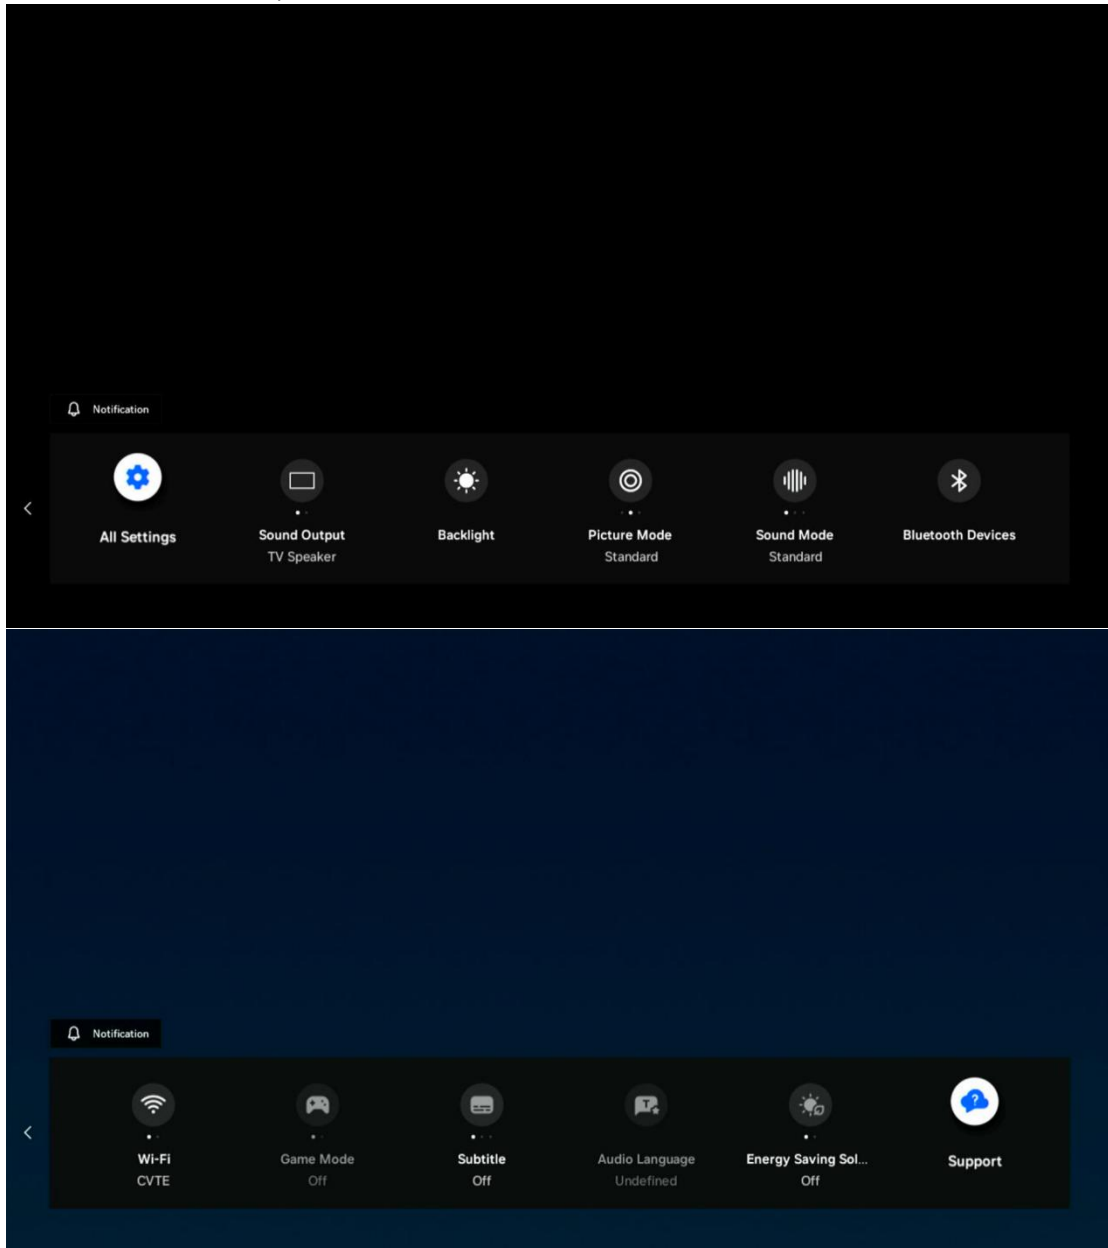 Notification
All Settings
Sound Output
TV Speaker
Backlight
Picture Mode
Standard
Sound Mode
Standard
Bluetooth Devices
Notification
Wi-Fi
CVTE
Game Mode
Off
Subtitle
Off
Audio Language
Undefined
Energy Saving Sol...
Off
Support